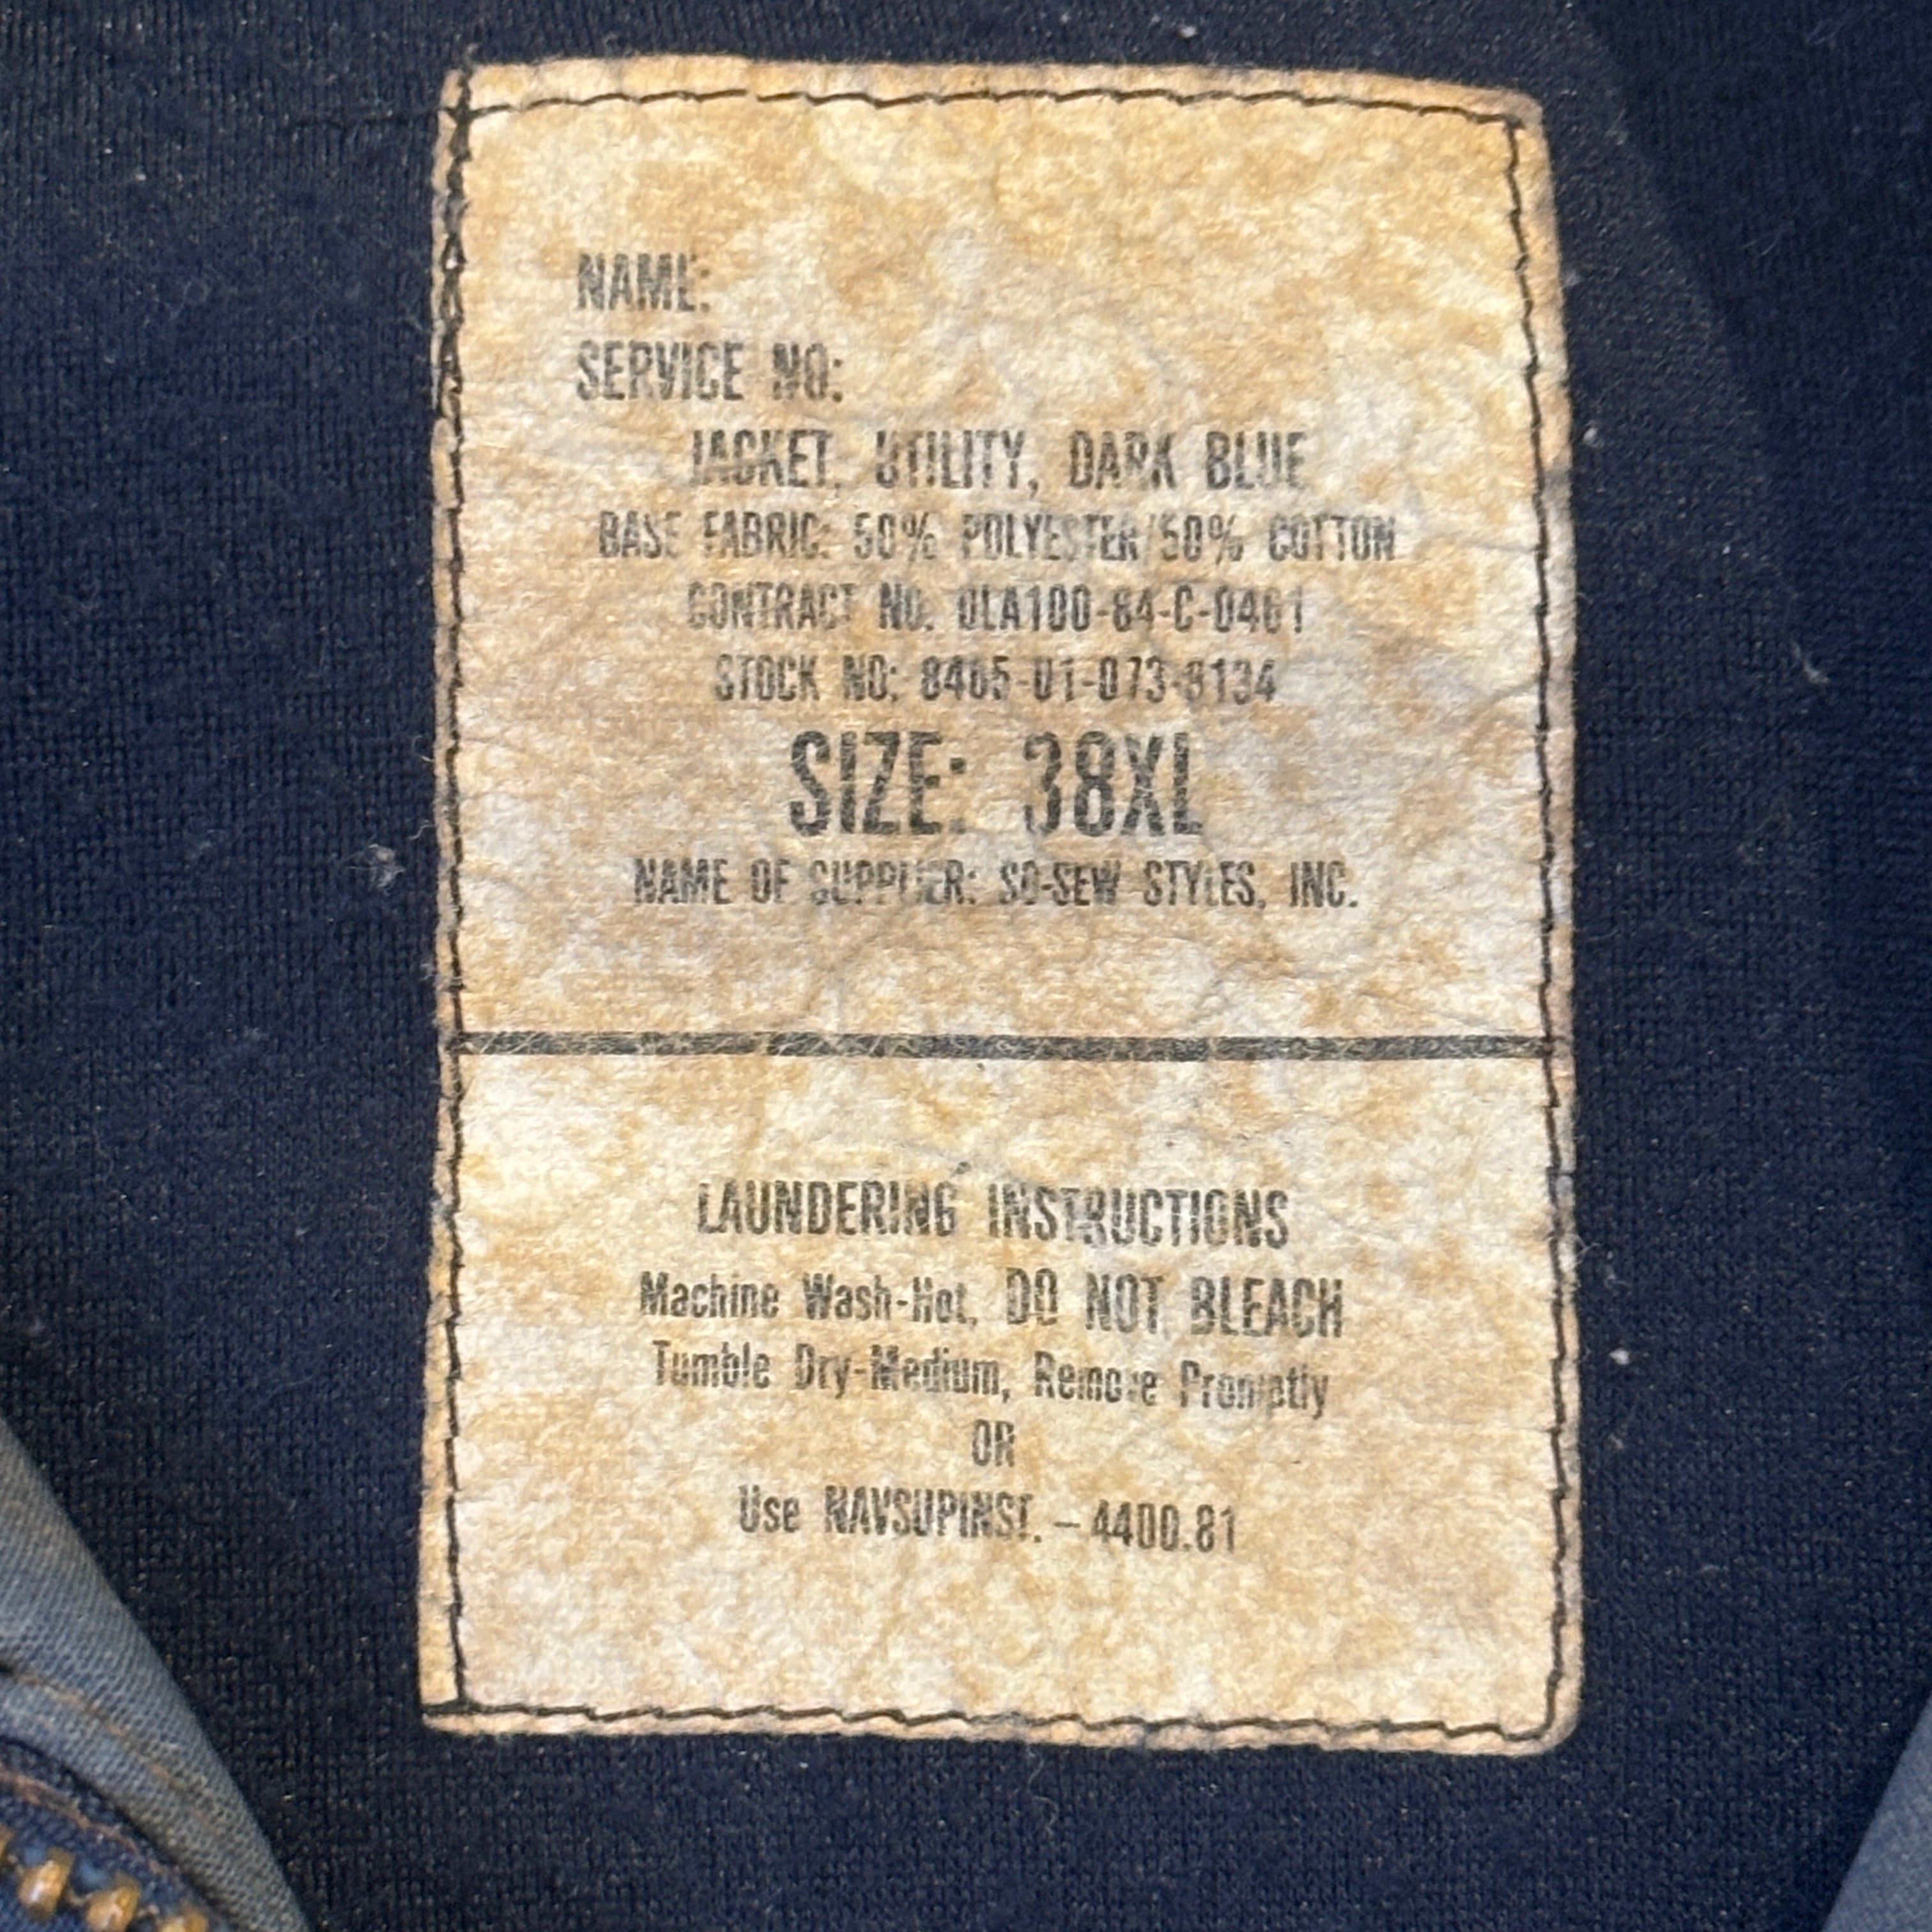 NAME:
SERVICE NO:
JACKET, UTILITY, DARK BLUE
BASE FABRIC: 50% POLYESTER/50% COTTON
CONTRACT NO. DLA100-84-C-0461
STOCK NO: 8405-01-073-8134
SIZE: 38XL
NAME OF SUPPLIER: SO-SEW STYLES, INC.
LAUNDERING INSTRUCTIONS
Machine Wash-Hot, DO NOT BLEACH
Tumble Dry-Medium, Remove Promptly
OR
Use NAVSUPINST. – 4400.81